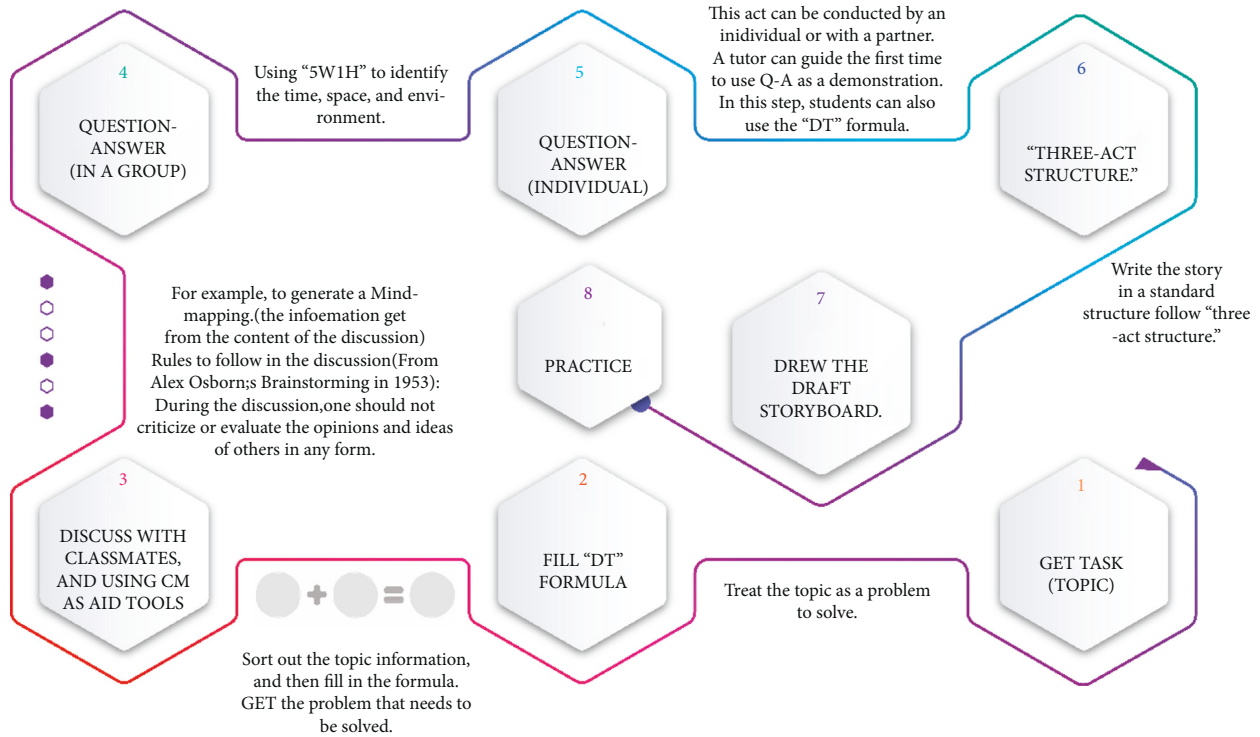 4
QUESTION-
ANSWER
(IN A GROUP)
Using “5W1H” to identify
the time, space, and envi-
ronment.
5
QUESTION-
ANSWER
(INDIVIDUAL)
This act can be conducted by an
inidividual or with a partner.
A tutor can guide the first time
to use Q-A as a demonstration.
In this step, students can also
use the “DT” formula.
6
“THREE-ACT
STRUCTURE.”
For example, to generate a Mind-
mapping.(the infoemation get
from the content of the discussion)
Rules to follow in the discussion(From
Alex Osborn;s Brainstorming in 1953):
During the discussion,one should not
criticize or evaluate the opinions and ideas
of others in any form.
8
PRACTICE
7
DREW THE
DRAFT
STORYBOARD.
Write the story
in a standard
structure follow “three
-act structure.”
3
DISCUSS WITH
CLASSMATES,
AND USING CM
AS AID TOOLS
Sort out the topic information,
and then fill in the formula.
GET the problem that needs to
be solved.
2
FILL “DT”
FORMULA
Treat the topic as a problem
to solve.
1
GET TASK
(TOPIC)